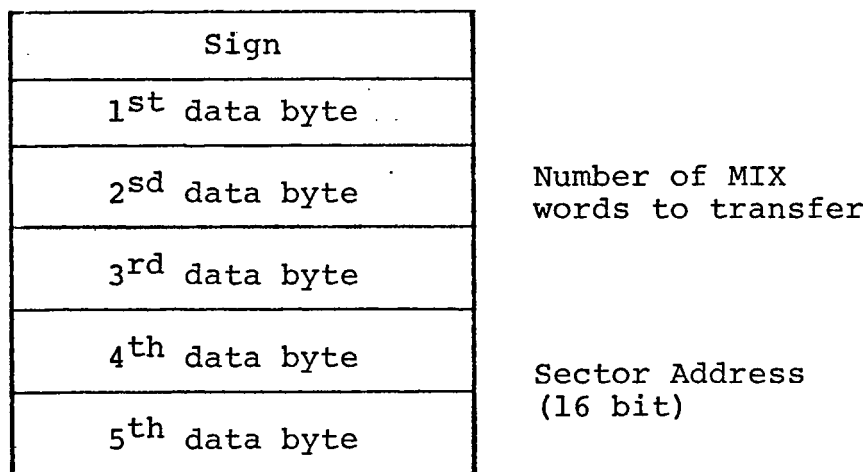 Sign
1st data byte
2sd data byte
Number of MIX
words to transfer
3rd data byte
4th data byte
Sector Address
(16 bit)
5th data byte